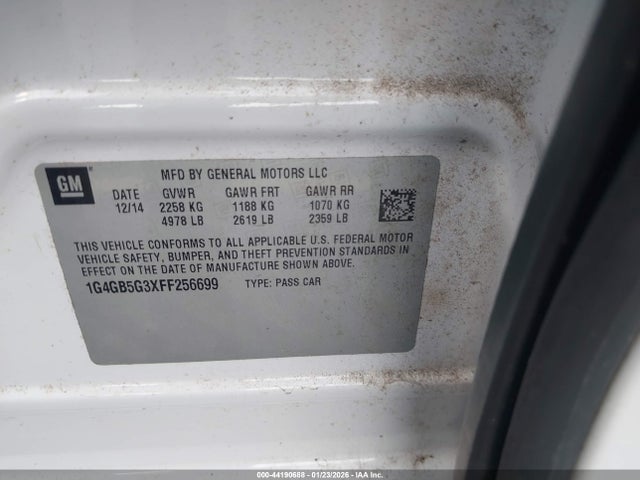 GM
MFD BY GENERAL MOTORS LLC
DATE GVWR GAWR FRT GAWR RR
12/14 2258 KG 1188 KG 1070 KG
4978 LB 2619 LB 2359 LB
THIS VEHICLE CONFORMS TO ALL APPLICABLE U.S. FEDERAL MOTOR
VEHICLE SAFETY, BUMPER, AND THEFT PREVENTION STANDARDS IN
EFFECT ON THE DATE OF MANUFACTURE SHOWN ABOVE.
1G4GB5G3XFF256699 TYPE: PASS CAR
000-44190688 | 01/23/2026 | IAA Inc.